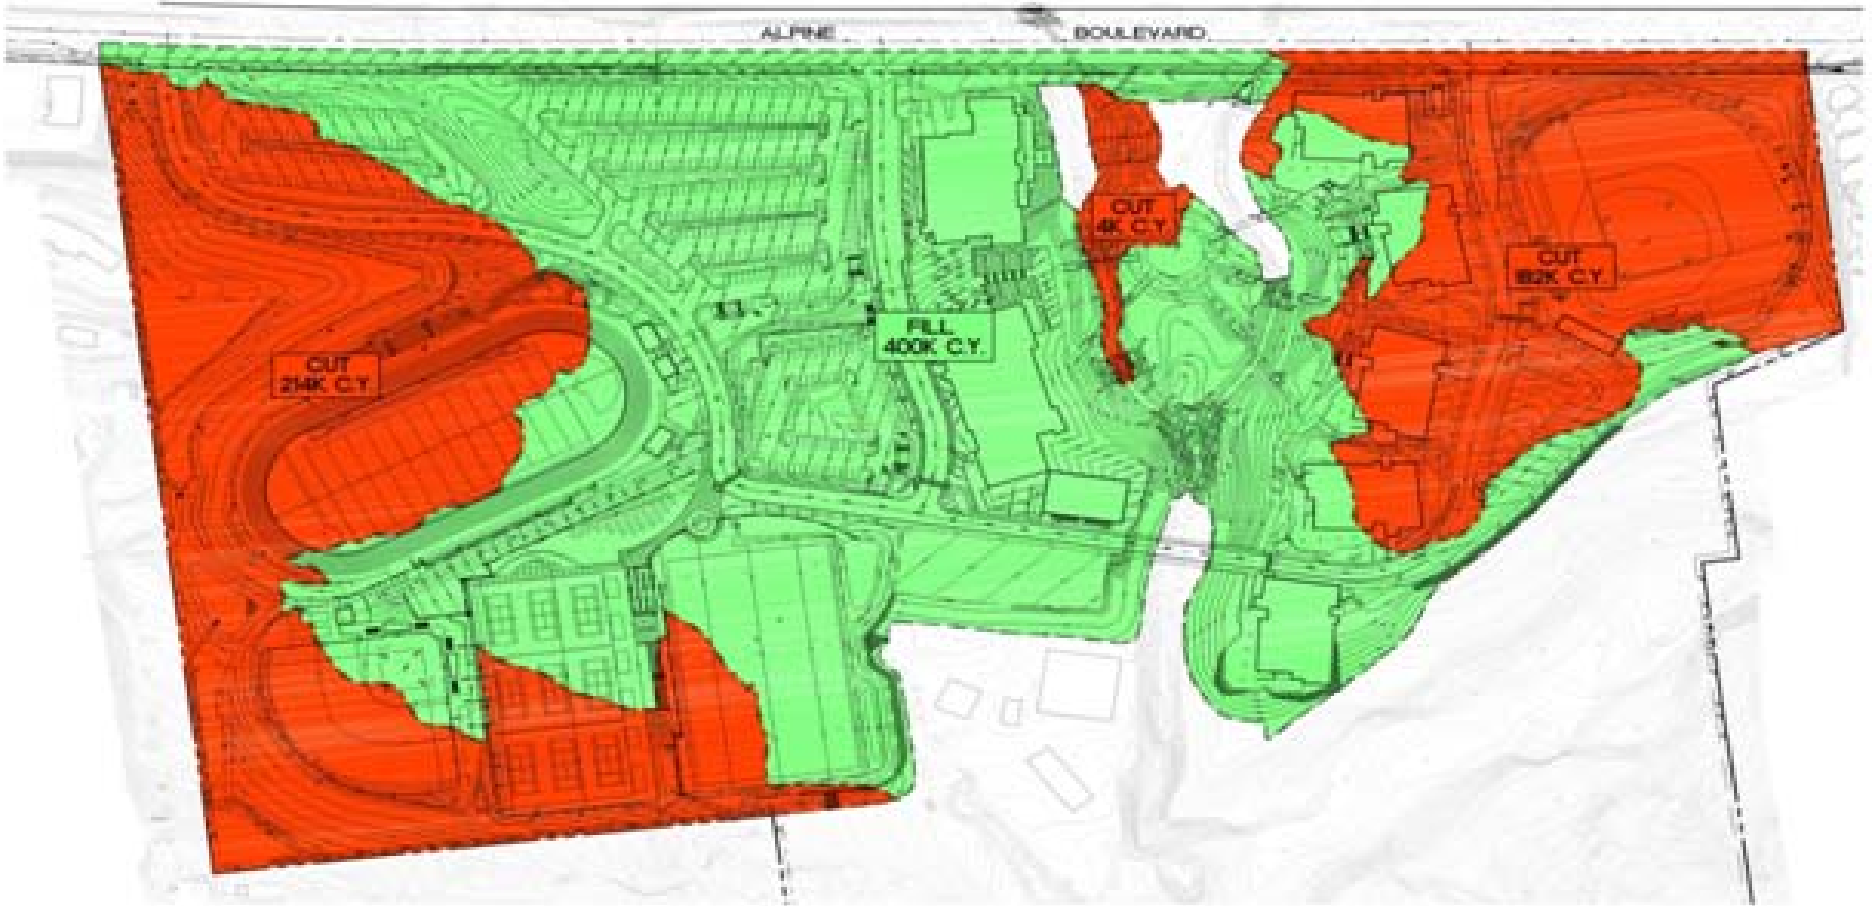 ALPINE BOULEVARD
CUT
4K C.Y.
CUT
182K C.Y.
FILL
400K C.Y.
CUT
214K C.Y.